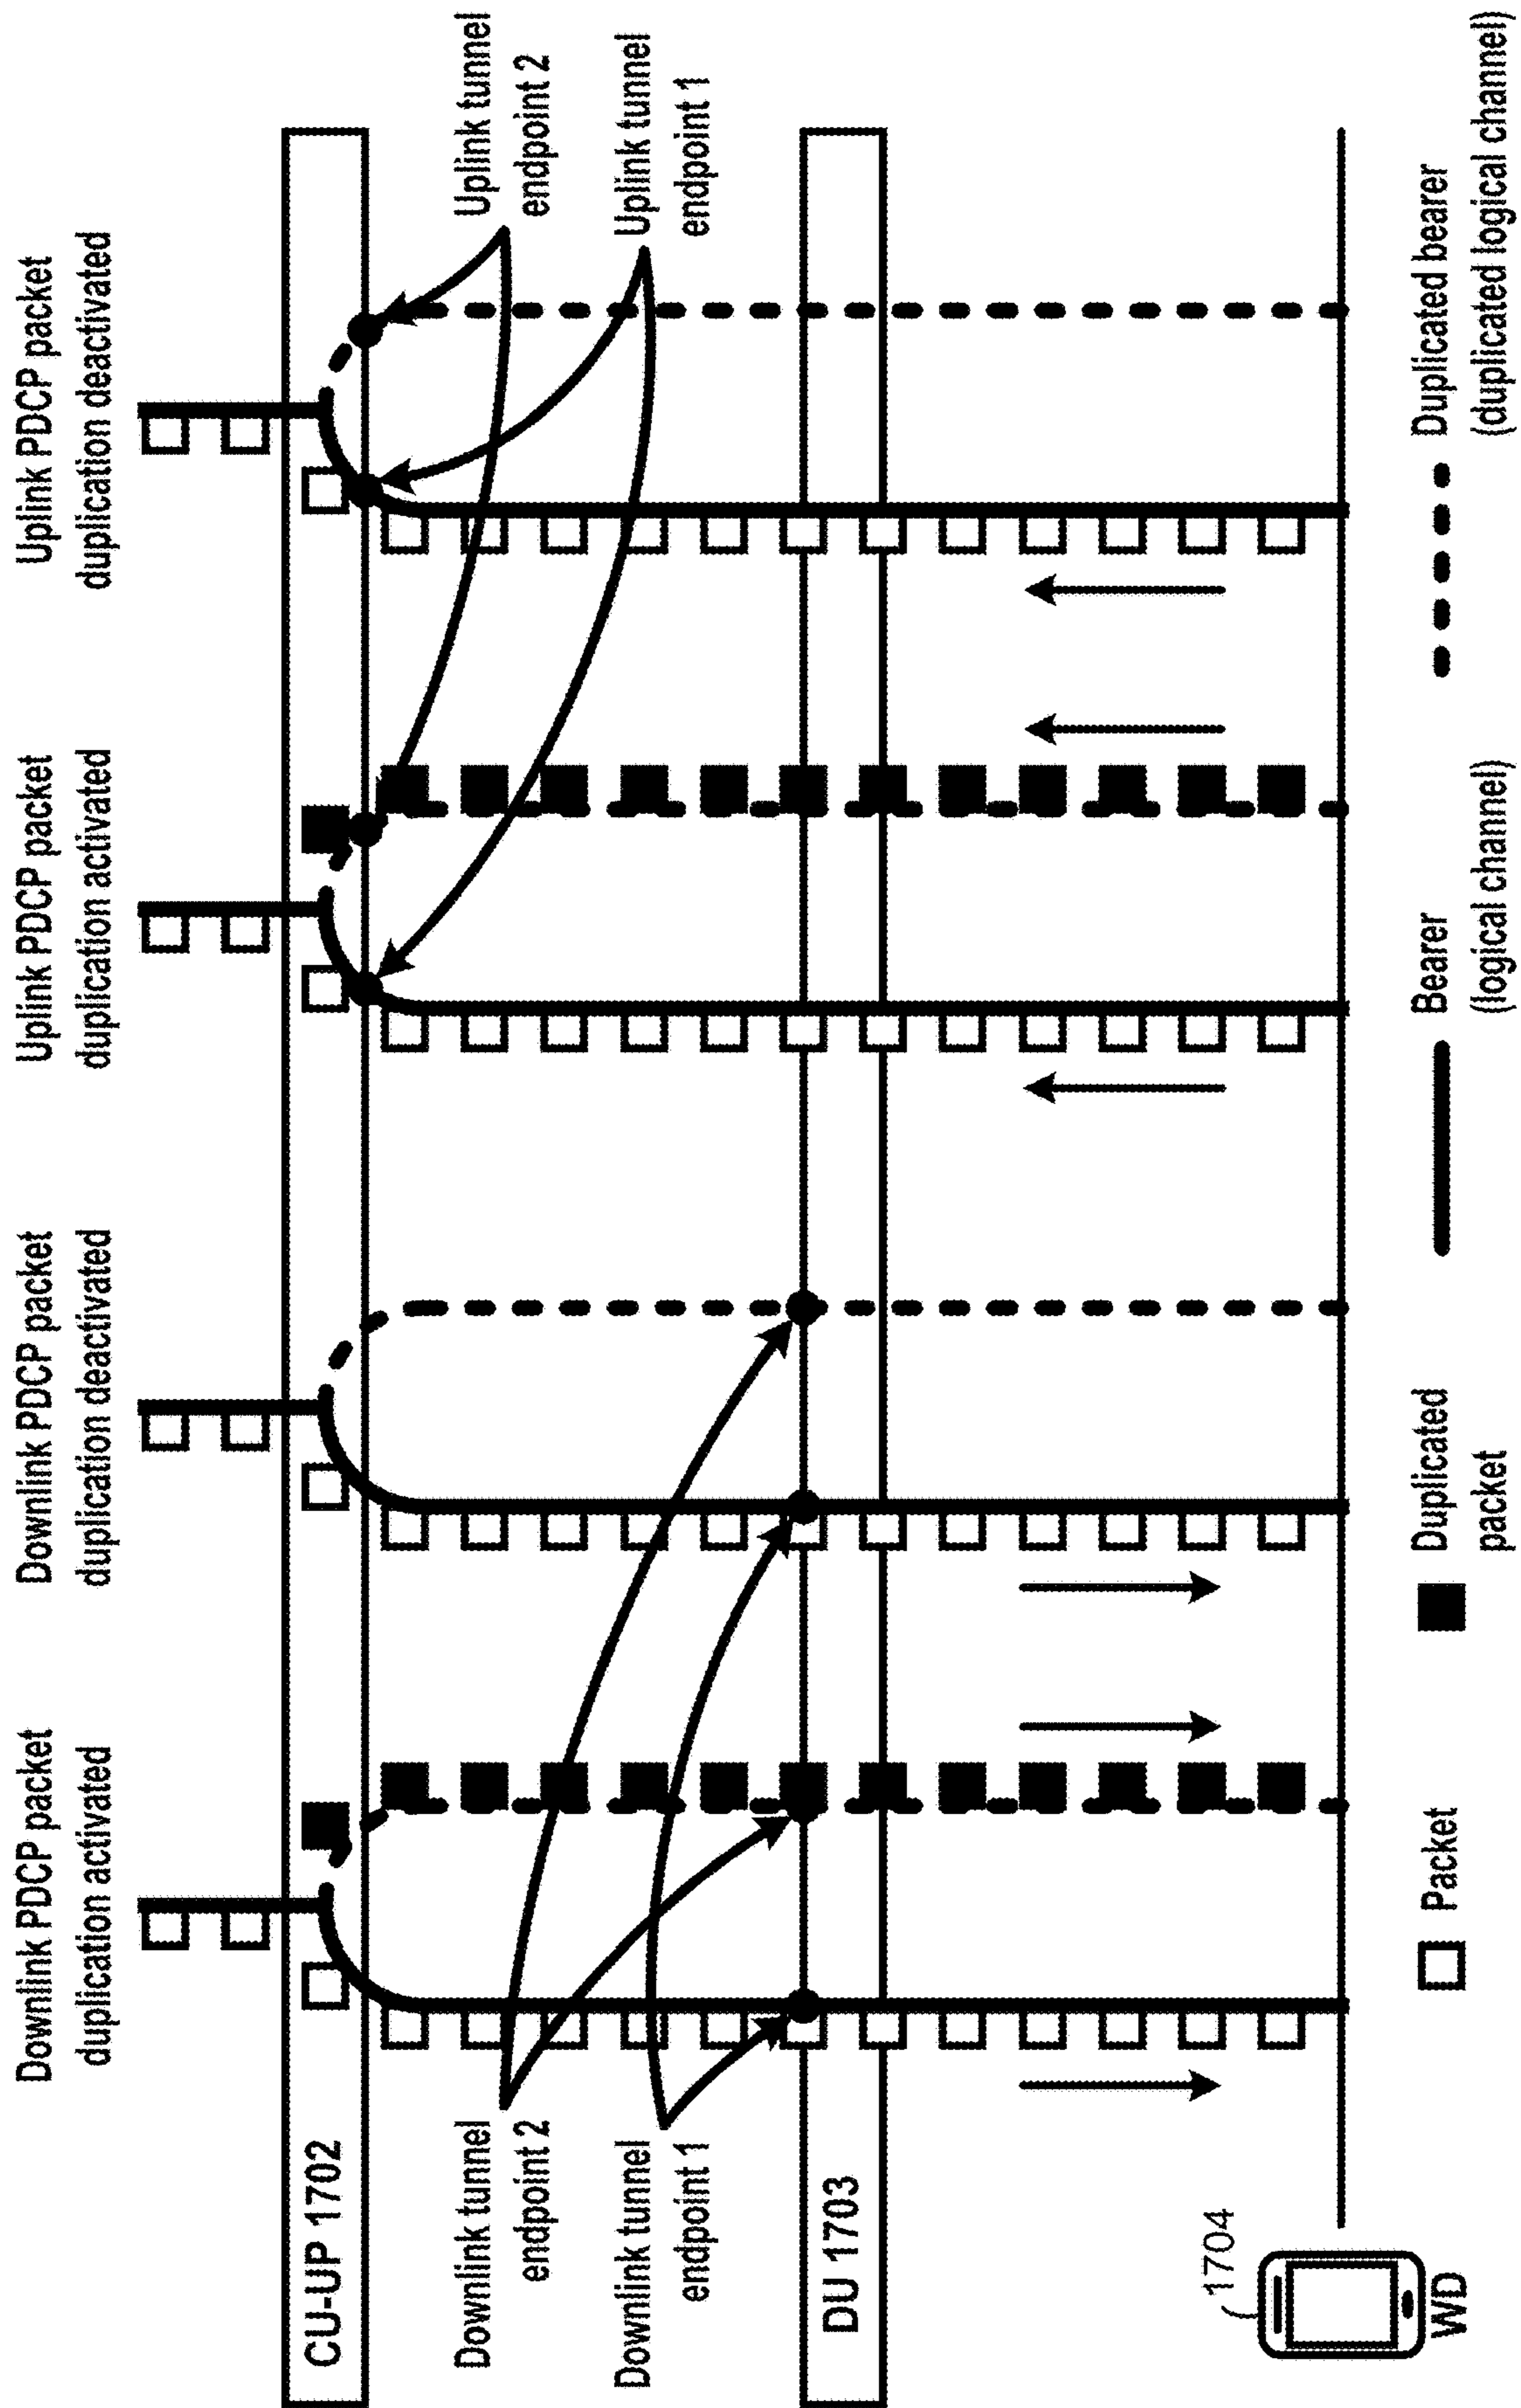 Downlink PDCP packet
duplication activated
Downlink PDCP packet
duplication deactivated
Uplink PDCP packet
duplication activated
Uplink PDCP packet
duplication deactivated
CU-UP 1702
Downlink tunnel
endpoint 2
Downlink tunnel
endpoint 1
Uplink tunnel
endpoint 2
Uplink tunnel
endpoint 1
DU 1703
1704
WD
Packet
Duplicated
packet
Bearer
(logical channel)
Duplicated bearer
(duplicated logical channel)